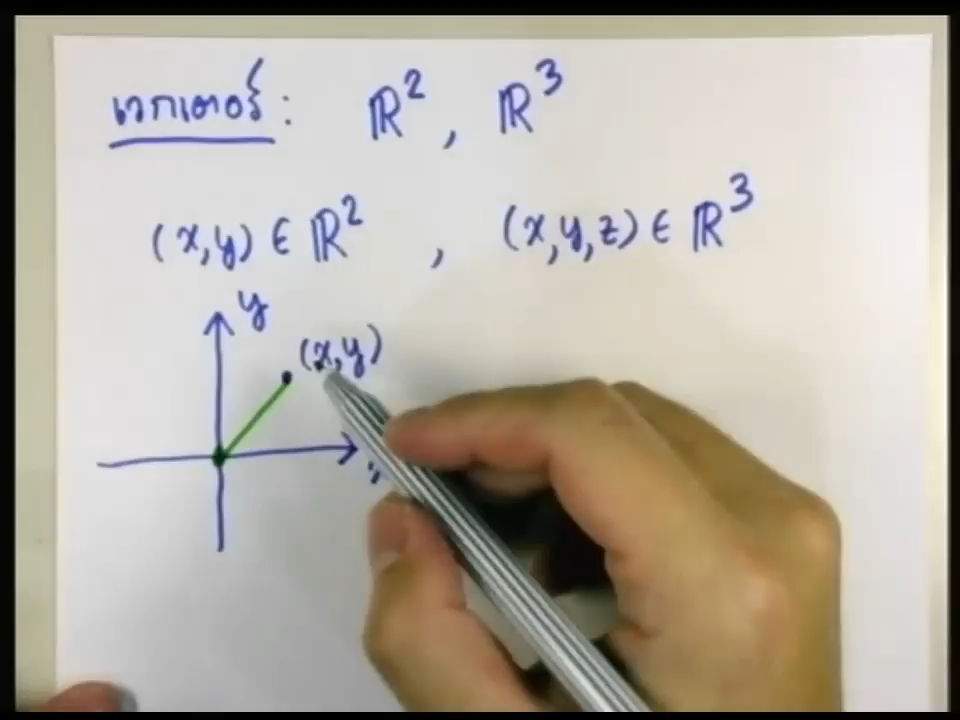 เวกเตอร์ : ℝ², ℝ³
(x,y) ∈ ℝ² , (x,y,z) ∈ ℝ³
y
(x,y)